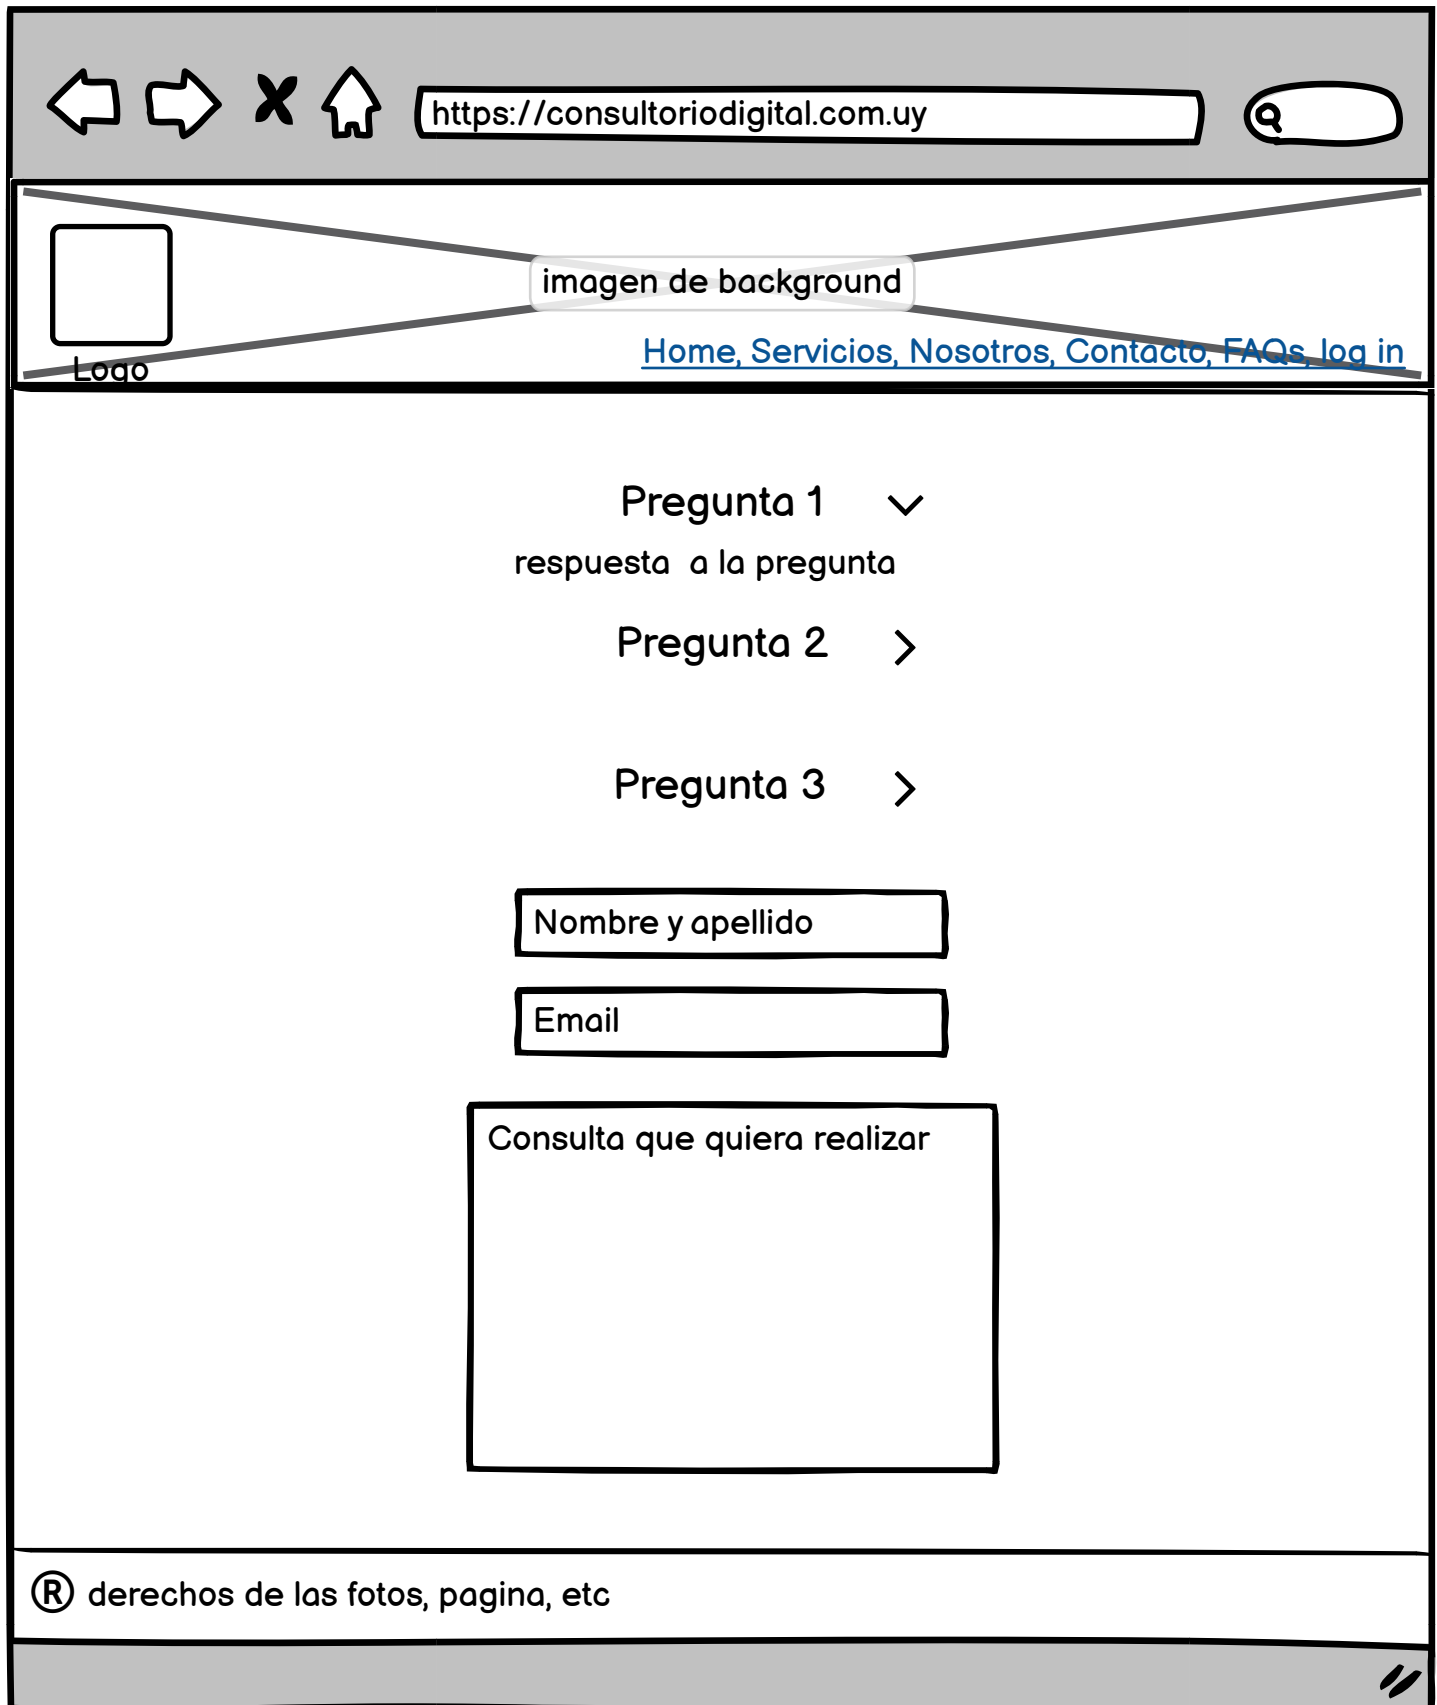 https://consultoriodigital.com.uy
imagen de background
Home, Servicios, Nosotros, Contacto, FAQs, log in
Logo
Pregunta 1
respuesta a la pregunta
Pregunta 2
Pregunta 3
Nombre y apellido
Email
Consulta que quiera realizar
® derechos de las fotos, pagina, etc